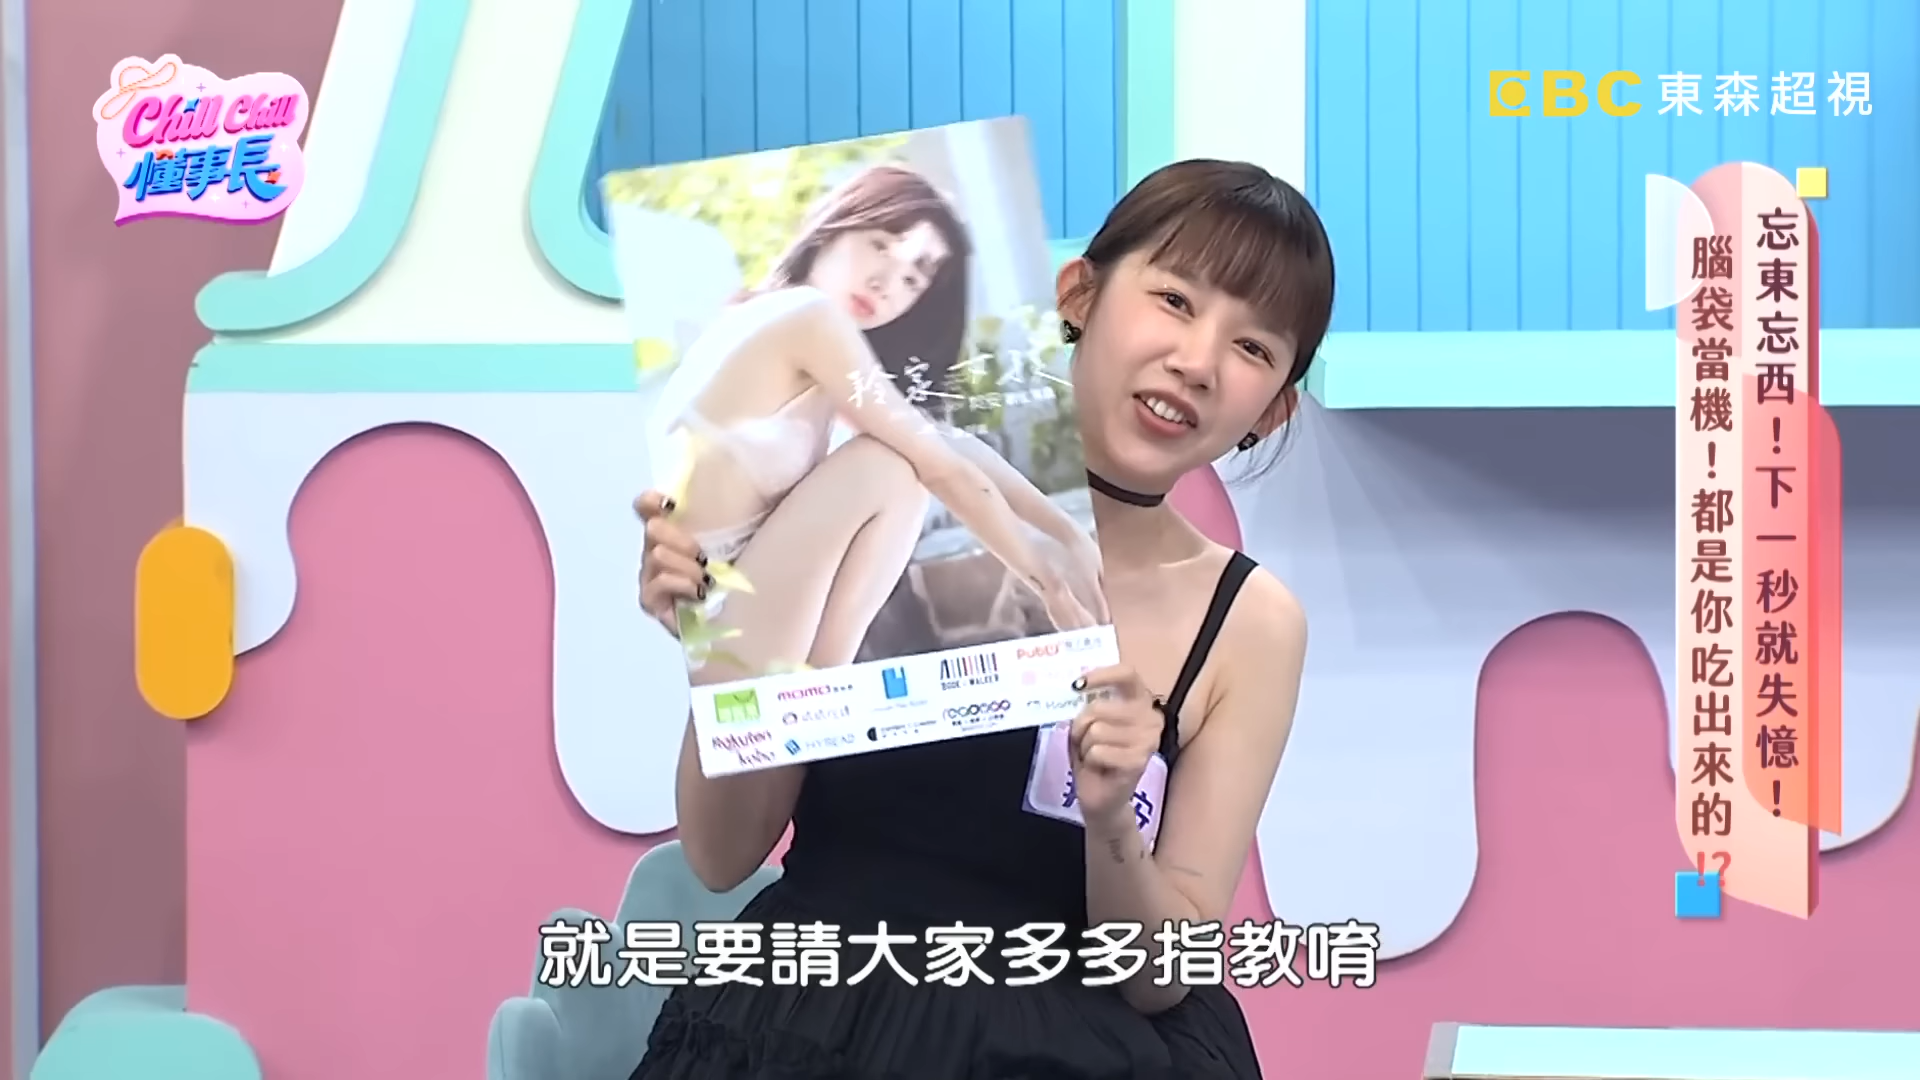 Chill Chill
懂事長
EBC 東森超視
忘東忘西！下一秒就失憶！
腦袋當機！都是你吃出來的!?
momo
BOOK☆WALKER
Pubu
Rakuten
kobo
HyRead
安
就是要請大家多多指教唷